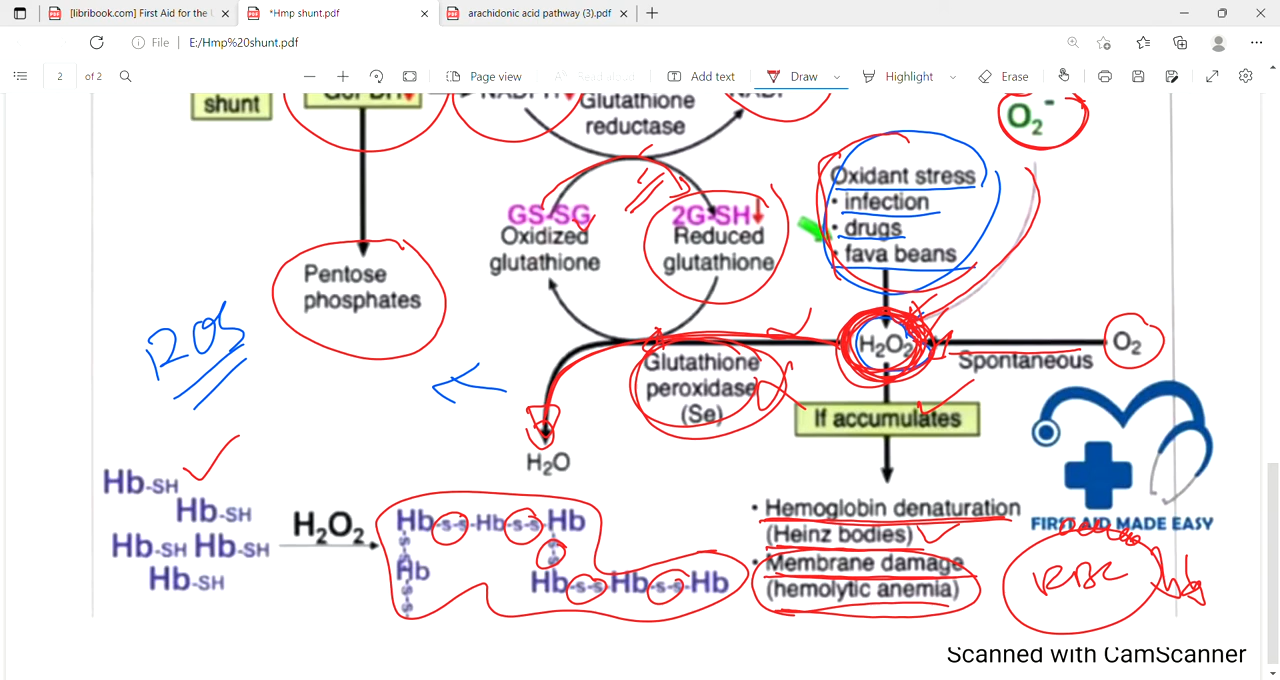 [libribook.com] First Aid for the
*Hmp shunt.pdf
arachidonic acid pathway (3).pdf
File
E:/Hmp%20shunt.pdf
2
of 2
Page view
Read aloud
Add text
Draw
Highlight
Erase
shunt
NADPH
Glutathione
reductase
O2-
Oxidant stress
• infection
• drugs
• fava beans
GS-SG
Oxidized
glutathione
2G-SH
Reduced
glutathione
Pentose
phosphates
ROS
H2O2
O2
Spontaneous
Glutathione
peroxidase
(Se)
If accumulates
H2O
Hb-SH
Hb-SH
Hb-SH Hb-SH
Hb-SH
H2O2
Hb-s-s-Hb-s-s-Hb
-s-s-
Hb
-s-s-
Hb-s-s-Hb-s-s-Hb
• Hemoglobin denaturation
(Heinz bodies)
• Membrane damage
(hemolytic anemia)
FIRST AID MADE EASY
RBC
Scanned with CamScanner